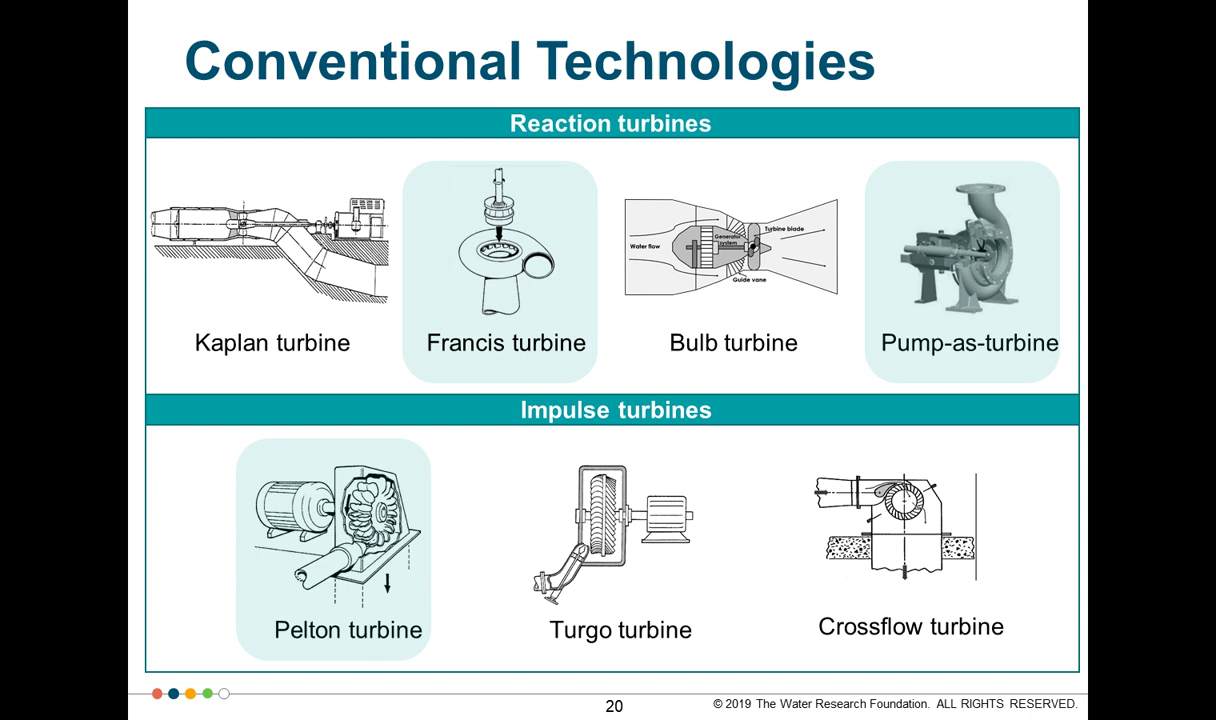 Conventional Technologies
Reaction turbines
Water flow
Generator
system
Turbine blade
Guide vane
Kaplan turbine
Francis turbine
Bulb turbine
Pump-as-turbine
Impulse turbines
Pelton turbine
Turgo turbine
Crossflow turbine
20
© 2019 The Water Research Foundation. ALL RIGHTS RESERVED.